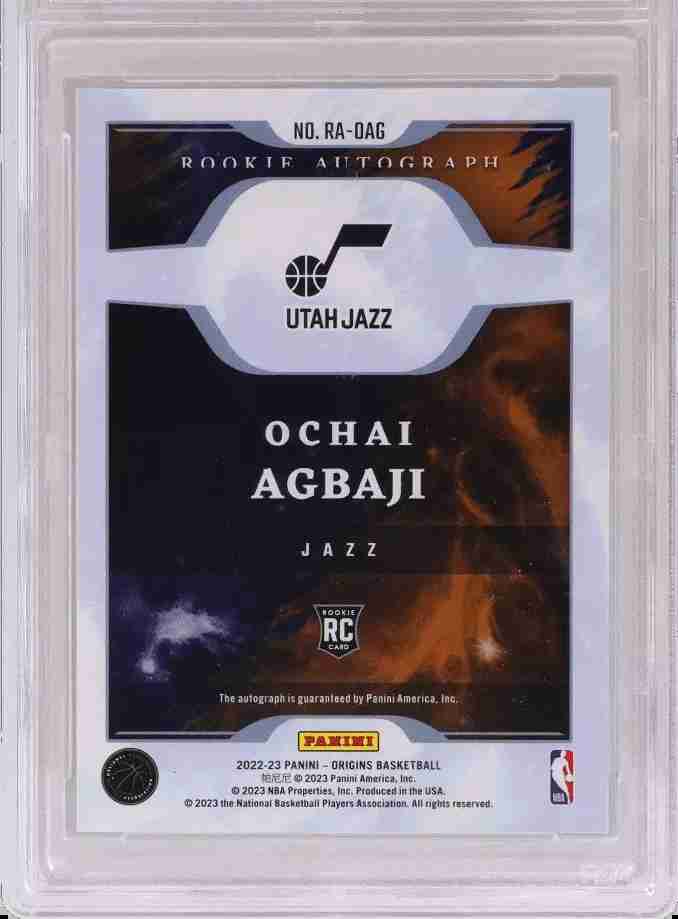 NO. RA-OAG
ROOKIE AUTOGRAPH
UTAH JAZZ
OCHAI
AGBAJI
JAZZ
ROOKIE
RC
CARD
The autograph is guaranteed by Panini America, Inc.
PANINI
2022-23 PANINI – ORIGINS BASKETBALL
帕尼尼 © 2023 Panini America, Inc.
© 2023 NBA Properties, Inc. Produced in the USA.
© 2023 the National Basketball Players Association. All rights reserved.
NBA